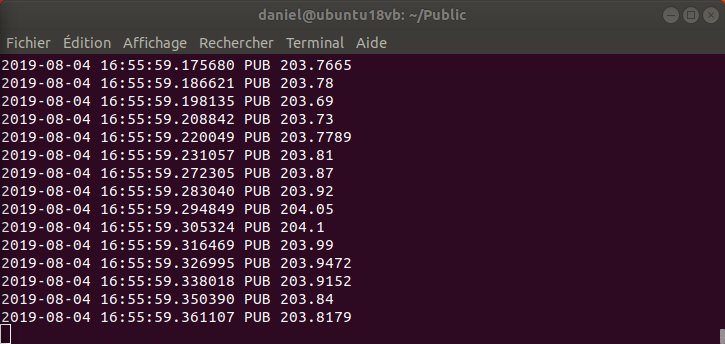 daniel@ubuntu18vb: ~/Public
Fichier Édition Affichage Rechercher Terminal Aide
2019-08-04 16:55:59.175680 PUB 203.7665
2019-08-04 16:55:59.186621 PUB 203.78
2019-08-04 16:55:59.198135 PUB 203.69
2019-08-04 16:55:59.208842 PUB 203.73
2019-08-04 16:55:59.220049 PUB 203.7789
2019-08-04 16:55:59.231057 PUB 203.81
2019-08-04 16:55:59.272305 PUB 203.87
2019-08-04 16:55:59.283040 PUB 203.92
2019-08-04 16:55:59.294849 PUB 204.05
2019-08-04 16:55:59.305324 PUB 204.1
2019-08-04 16:55:59.316469 PUB 203.99
2019-08-04 16:55:59.326995 PUB 203.9472
2019-08-04 16:55:59.338018 PUB 203.9152
2019-08-04 16:55:59.350390 PUB 203.84
2019-08-04 16:55:59.361107 PUB 203.8179